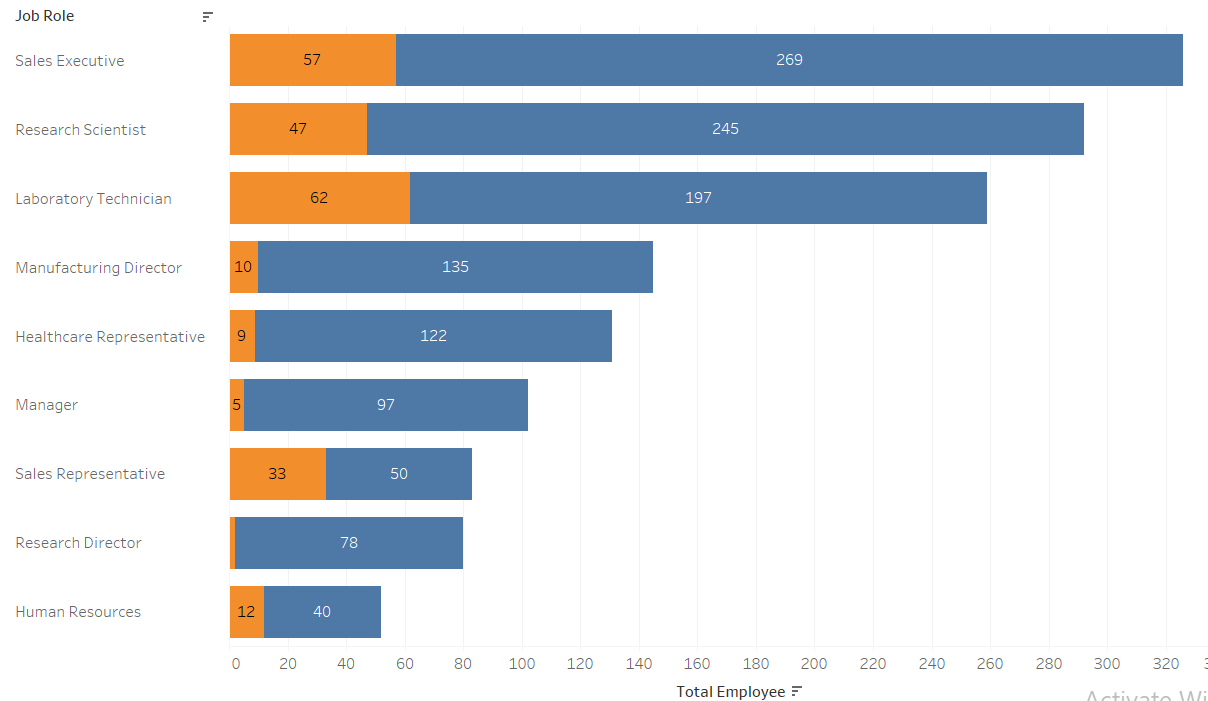 Job Role
Sales Executive 57 269
Research Scientist 47 245
Laboratory Technician 62 197
Manufacturing Director 10 135
Healthcare Representative 9 122
Manager 5 97
Sales Representative 33 50
Research Director 78
Human Resources 12 40
0 20 40 60 80 100 120 140 160 180 200 220 240 260 280 300 320
Total Employee
Activate Wi